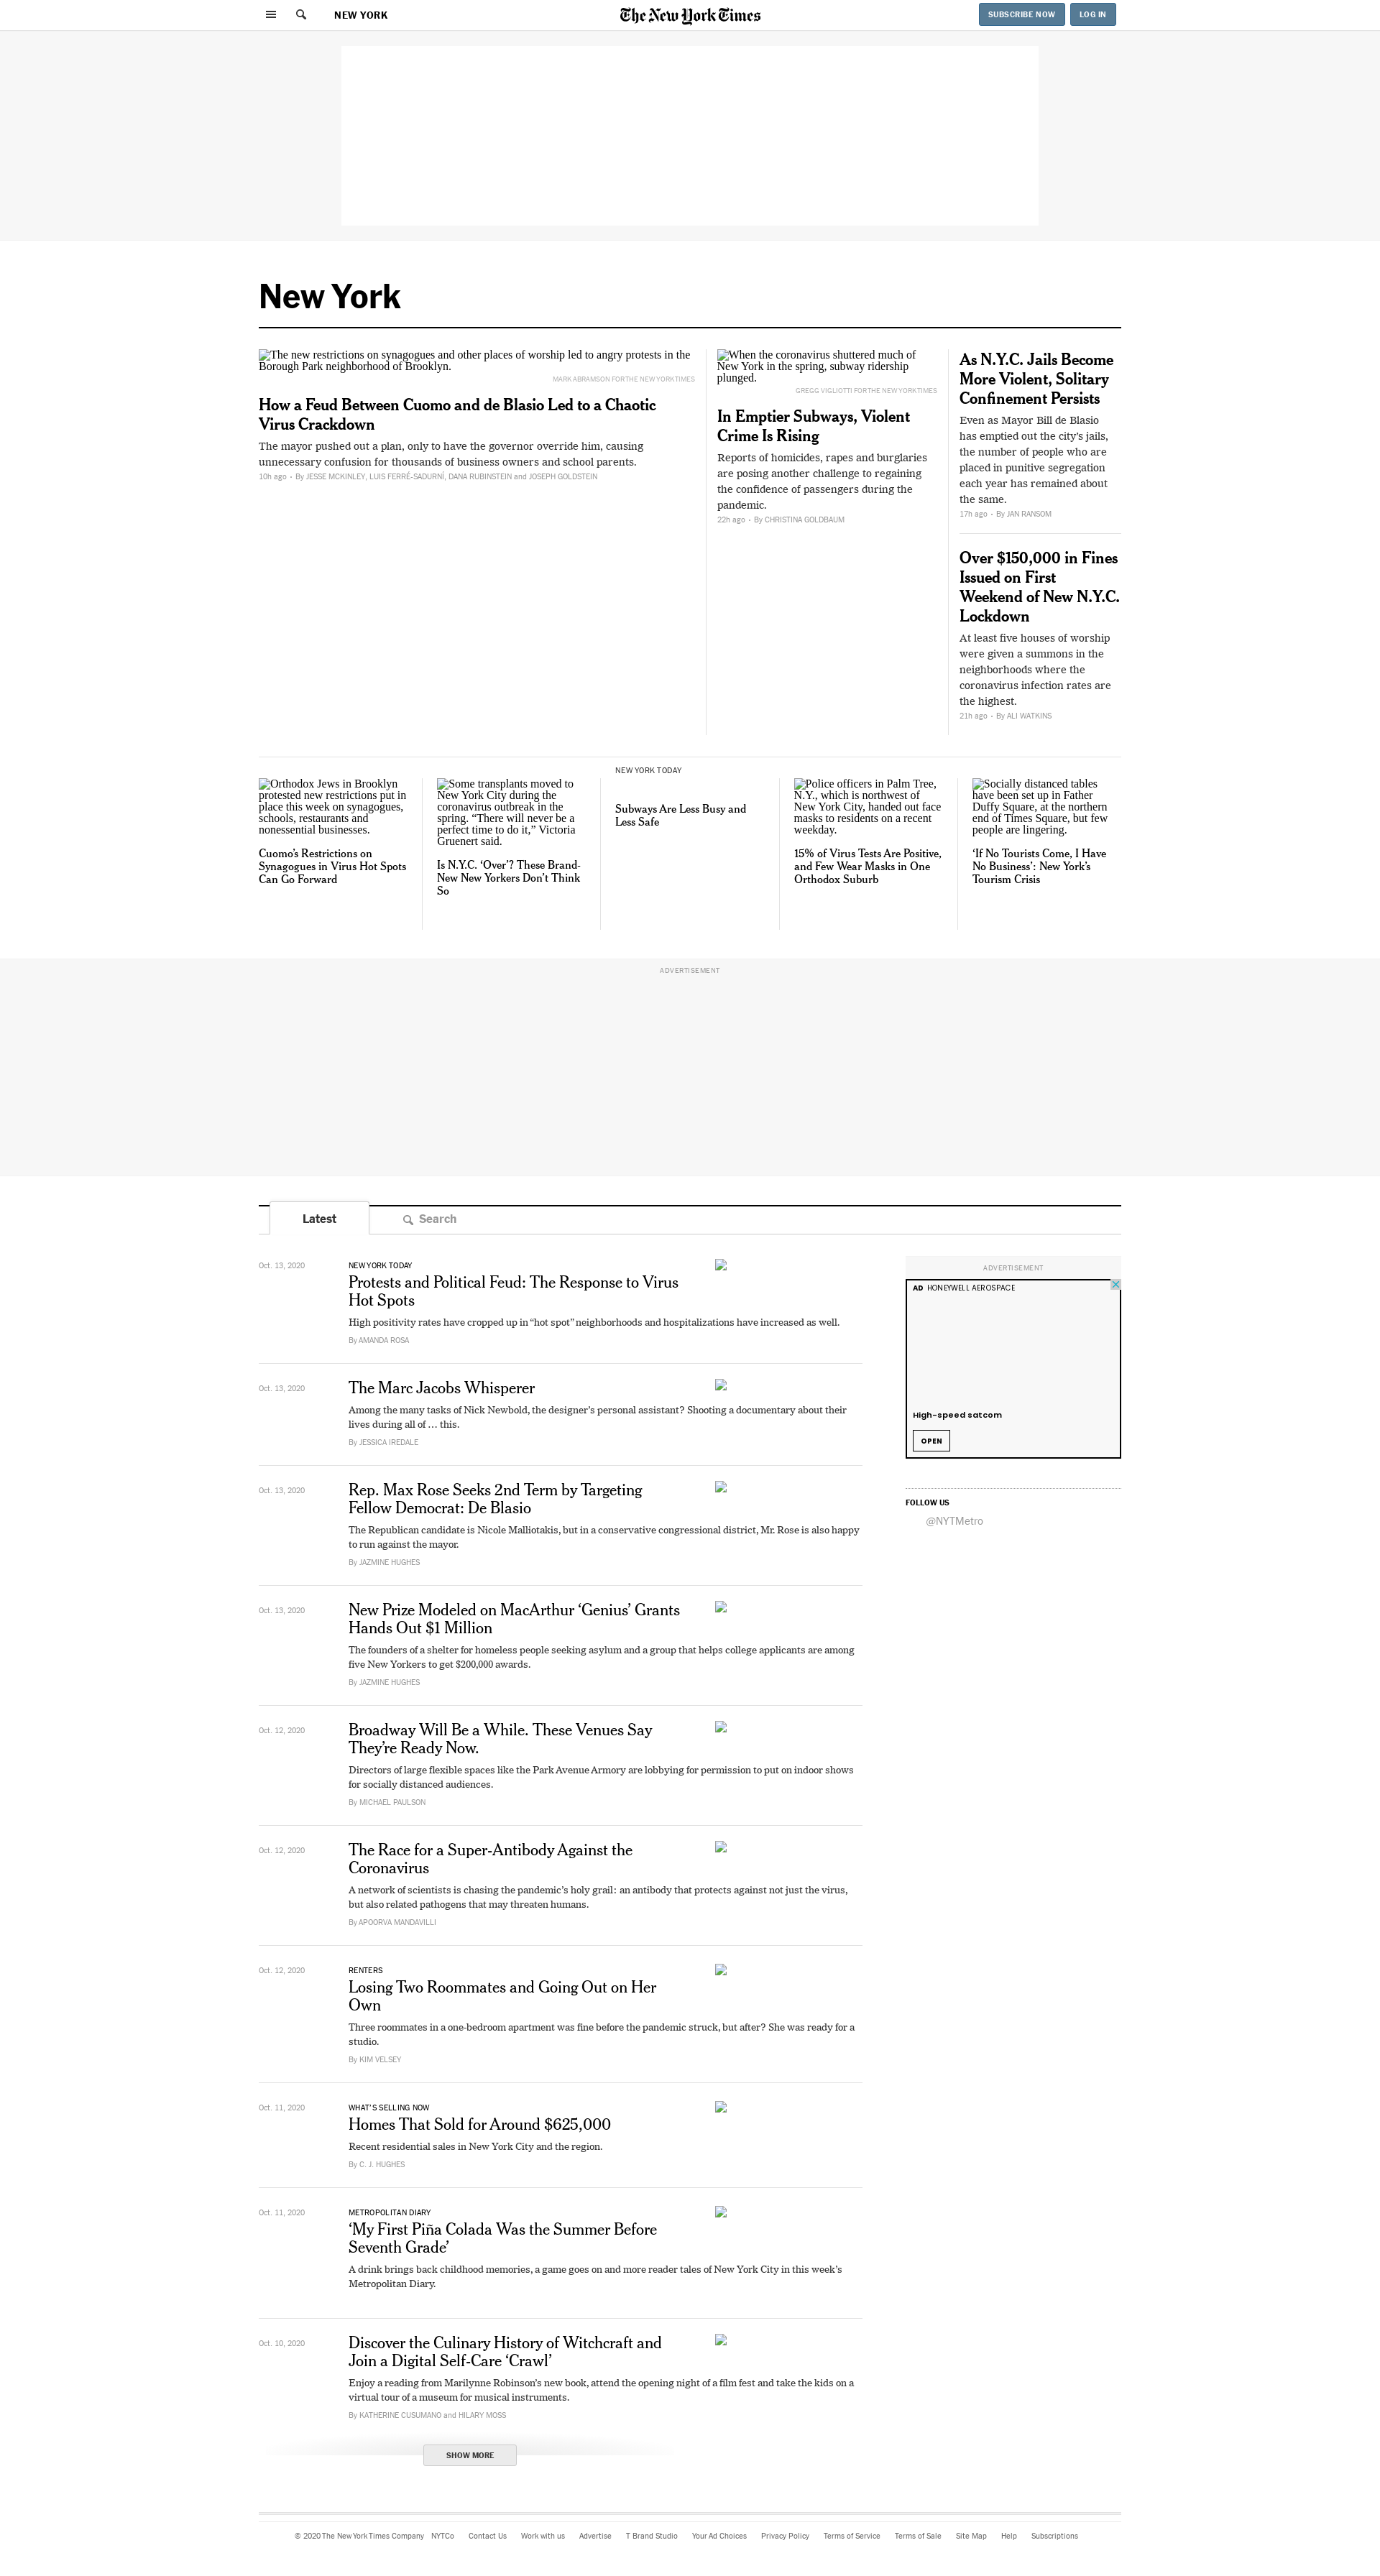 NEW YORK
The New York Times
SUBSCRIBE NOW
LOG IN
New York
The new restrictions on synagogues and other places of worship led to angry protests in the
Borough Park neighborhood of Brooklyn.
MARK ABRAMSON FOR THE NEW YORK TIMES
How a Feud Between Cuomo and de Blasio Led to a Chaotic
Virus Crackdown
The mayor pushed out a plan, only to have the governor override him, causing
unnecessary confusion for thousands of business owners and school parents.
10h ago • By JESSE MCKINLEY, LUIS FERRÉ-SADURNÍ, DANA RUBINSTEIN and JOSEPH GOLDSTEIN
When the coronavirus shuttered much of
New York in the spring, subway ridership
plunged.
GREGG VIGLIOTTI FOR THE NEW YORK TIMES
In Emptier Subways, Violent
Crime Is Rising
Reports of homicides, rapes and burglaries
are posing another challenge to regaining
the confidence of passengers during the
pandemic.
22h ago • By CHRISTINA GOLDBAUM
As N.Y.C. Jails Become
More Violent, Solitary
Confinement Persists
Even as Mayor Bill de Blasio
has emptied out the city's jails,
the number of people who are
placed in punitive segregation
each year has remained about
the same.
17h ago • By JAN RANSOM
Over $150,000 in Fines
Issued on First
Weekend of New N.Y.C.
Lockdown
At least five houses of worship
were given a summons in the
neighborhoods where the
coronavirus infection rates are
the highest.
21h ago • By ALI WATKINS
Orthodox Jews in Brooklyn
protested new restrictions put in
place this week on synagogues,
schools, restaurants and
nonessential businesses.
Cuomo’s Restrictions on
Synagogues in Virus Hot Spots
Can Go Forward
Some transplants moved to
New York City during the
coronavirus outbreak in the
spring. “There will never be a
perfect time to do it,” Victoria
Gruenert said.
Is N.Y.C. ‘Over’? These Brand-
New New Yorkers Don’t Think
So
NEW YORK TODAY
Subways Are Less Busy and
Less Safe
Police officers in Palm Tree,
N.Y., which is northwest of
New York City, handed out face
masks to residents on a recent
weekday.
15% of Virus Tests Are Positive,
and Few Wear Masks in One
Orthodox Suburb
Socially distanced tables
have been set up in Father
Duffy Square, at the northern
end of Times Square, but few
people are lingering.
‘If No Tourists Come, I Have
No Business’: New York’s
Tourism Crisis
ADVERTISEMENT
Latest
Search
Oct. 13, 2020
NEW YORK TODAY
Protests and Political Feud: The Response to Virus
Hot Spots
High positivity rates have cropped up in “hot spot” neighborhoods and hospitalizations have increased as well.
By AMANDA ROSA
Oct. 13, 2020
The Marc Jacobs Whisperer
Among the many tasks of Nick Newbold, the designer’s personal assistant? Shooting a documentary about their
lives during all of … this.
By JESSICA IREDALE
Oct. 13, 2020
Rep. Max Rose Seeks 2nd Term by Targeting
Fellow Democrat: De Blasio
The Republican candidate is Nicole Malliotakis, but in a conservative congressional district, Mr. Rose is also happy
to run against the mayor.
By JAZMINE HUGHES
Oct. 13, 2020
New Prize Modeled on MacArthur ‘Genius’ Grants
Hands Out $1 Million
The founders of a shelter for homeless people seeking asylum and a group that helps college applicants are among
five New Yorkers to get $200,000 awards.
By JAZMINE HUGHES
Oct. 12, 2020
Broadway Will Be a While. These Venues Say
They’re Ready Now.
Directors of large flexible spaces like the Park Avenue Armory are lobbying for permission to put on indoor shows
for socially distanced audiences.
By MICHAEL PAULSON
Oct. 12, 2020
The Race for a Super-Antibody Against the
Coronavirus
A network of scientists is chasing the pandemic’s holy grail: an antibody that protects against not just the virus,
but also related pathogens that may threaten humans.
By APOORVA MANDAVILLI
Oct. 12, 2020
RENTERS
Losing Two Roommates and Going Out on Her
Own
Three roommates in a one-bedroom apartment was fine before the pandemic struck, but after? She was ready for a
studio.
By KIM VELSEY
Oct. 11, 2020
WHAT'S SELLING NOW
Homes That Sold for Around $625,000
Recent residential sales in New York City and the region.
By C. J. HUGHES
Oct. 11, 2020
METROPOLITAN DIARY
‘My First Piña Colada Was the Summer Before
Seventh Grade’
A drink brings back childhood memories, a game goes on and more reader tales of New York City in this week’s
Metropolitan Diary.
Oct. 10, 2020
Discover the Culinary History of Witchcraft and
Join a Digital Self-Care ‘Crawl’
Enjoy a reading from Marilynne Robinson’s new book, attend the opening night of a film fest and take the kids on a
virtual tour of a museum for musical instruments.
By KATHERINE CUSUMANO and HILARY MOSS
SHOW MORE
ADVERTISEMENT
AD HONEYWELL AEROSPACE
High-speed satcom
OPEN
FOLLOW US
@NYTMetro
© 2020 The New York Times Company NYTCo Contact Us Work with us Advertise T Brand Studio Your Ad Choices Privacy Policy Terms of Service Terms of Sale Site Map Help Subscriptions